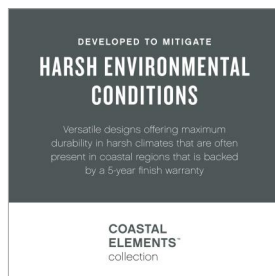 DEVELOPED TO MITIGATE
HARSH ENVIRONMENTAL
CONDITIONS
Versatile designs offering maximum
durability in harsh climates that are often
present in coastal regions that is backed
by a 5-year finish warranty
COASTAL
ELEMENTS™
collection